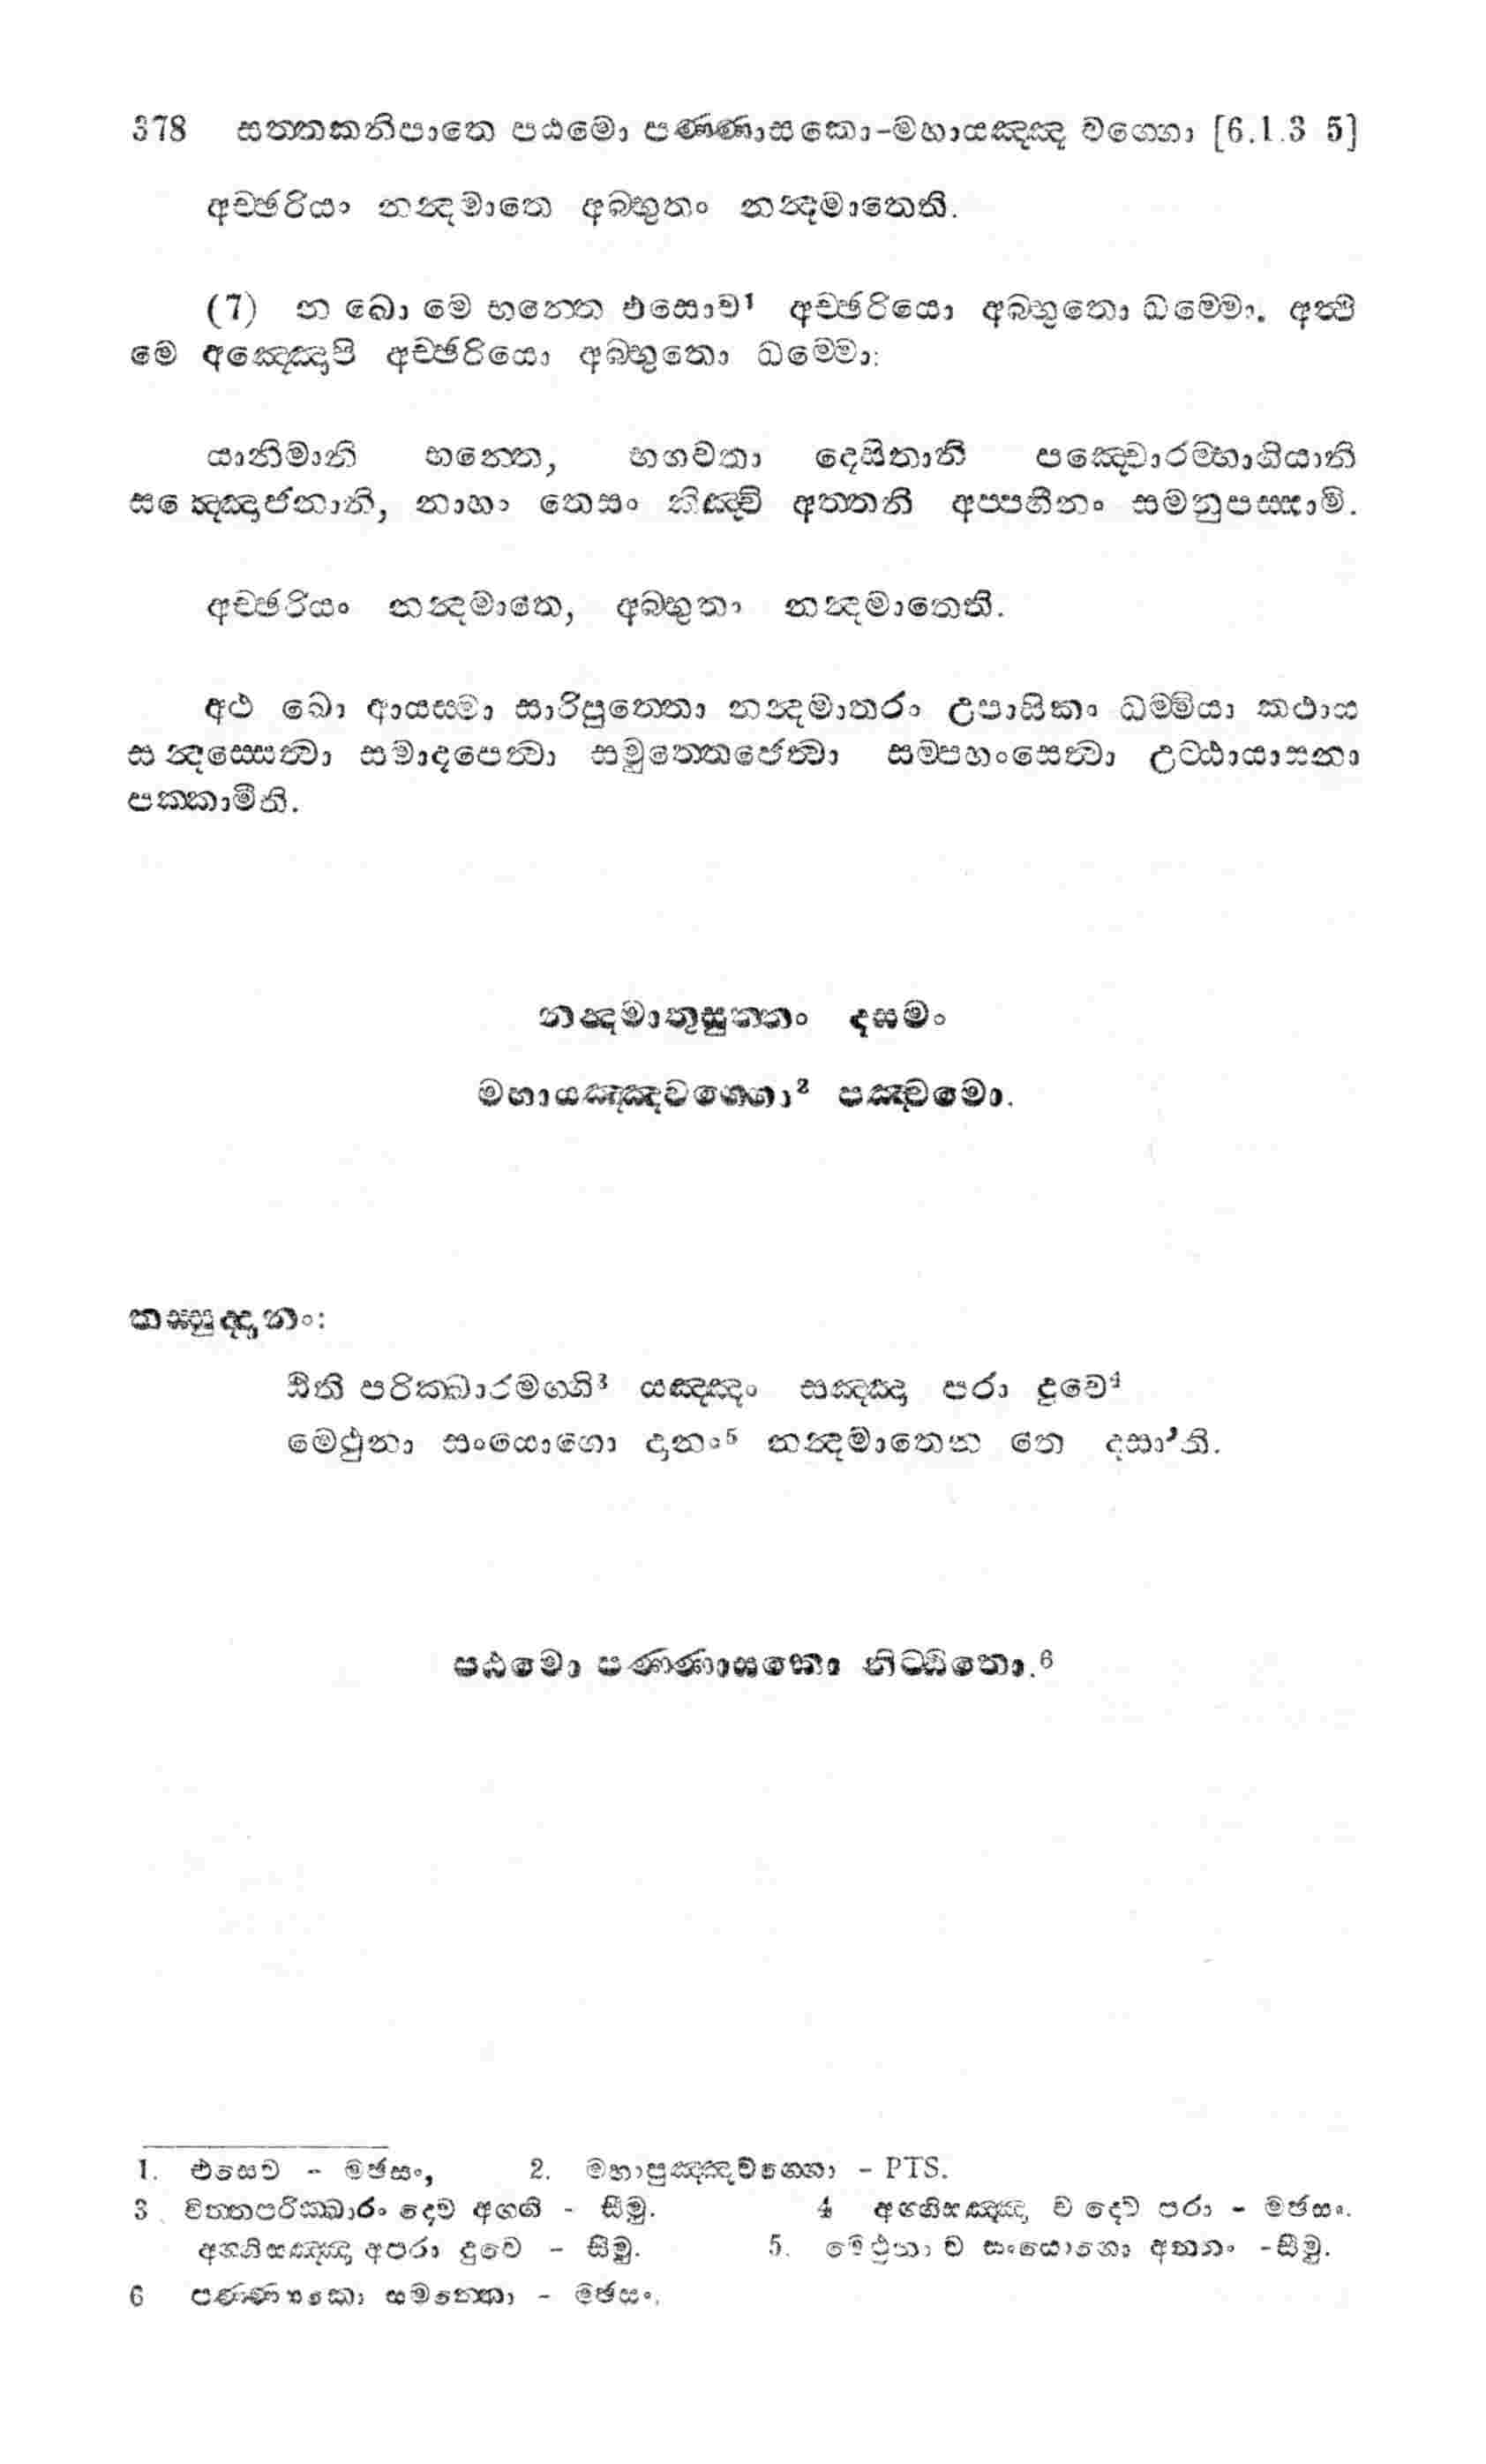 378 සත්තකනිපාතෙ පඨමො පණ්ණාසකො-මහායඤ්ඤ වග්ගො [6.1.3 5]
අච්ඡරියං නන්දමාතෙ අබ්භුතං නන්දමාතෙති.
(7) න ඛො මෙ භන්තෙ එසොව¹ අච්ඡරියො අබ්භුතො ධම්මො. අත්ථි
මෙ අඤ්ඤොපි අච්ඡරියො අබ්භුතො ධම්මො:
යානිමානි භන්තෙ, භගවතා දෙසිතානි පඤ්චොරම්භාගියානි
සඤ්ඤොජනානි, නාහං තෙසං කිඤ්චි අත්තනි අප්පහීනං සමනුපස්සාමි.
අච්ඡරියං නන්දමාතෙ, අබ්භුතං නන්දමාතෙති.
අථ ඛො ආයස්මා සාරිපුත්තො නන්දමාතරං උපාසිකං ධම්මියා කථාය
සන්දස්සෙත්වා සමාදපෙත්වා සමුත්තෙජෙත්වා සම්පහංසෙත්වා උට්ඨායාසනා
පක්කාමීති.
නන්දමාතුසුත්තං දසමං
මහායඤ්ඤවග්ගො² පඤ්චමො.
තස්සුද්දානං:
ඨිති පරික්ඛාරමග්ගි³ යඤ්ඤං සඤ්ඤා පරා දුවෙ⁴
මෙථුනා සංයොගො දානං⁵ නන්දමාතෙන තෙ දසා’ති.
පඨමො පණ්ණාසකො නිට්ඨිතො.⁶
1. එසෙව - මඡසං, 2. මහාපුඤ්ඤවග්ගො - PTS.
3 චිත්තපරික්ඛාරං ද්වෙ අග්ගි - සීමු. 4 අග්ගිසඤ්ඤා ච ද්වෙ පරා - මඡසං.
අග්ගිසඤ්ඤා අපරා දුවෙ - සීමු. 5. මෙථුනා ච සංයොගො අත්තනං -සීමු.
6 පණ්ණාසකො සමත්තො - මඡසං.